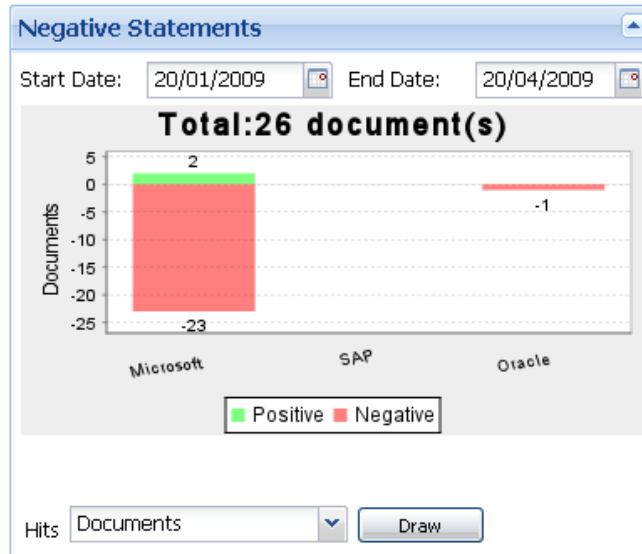 Negative Statements
Start Date: 20/01/2009 End Date: 20/04/2009
Total:26 document(s)
Documents
5
0
-5
-10
-15
-20
-25
2
-23
-1
Microsoft SAP Oracle
Positive Negative
Hits Documents Draw